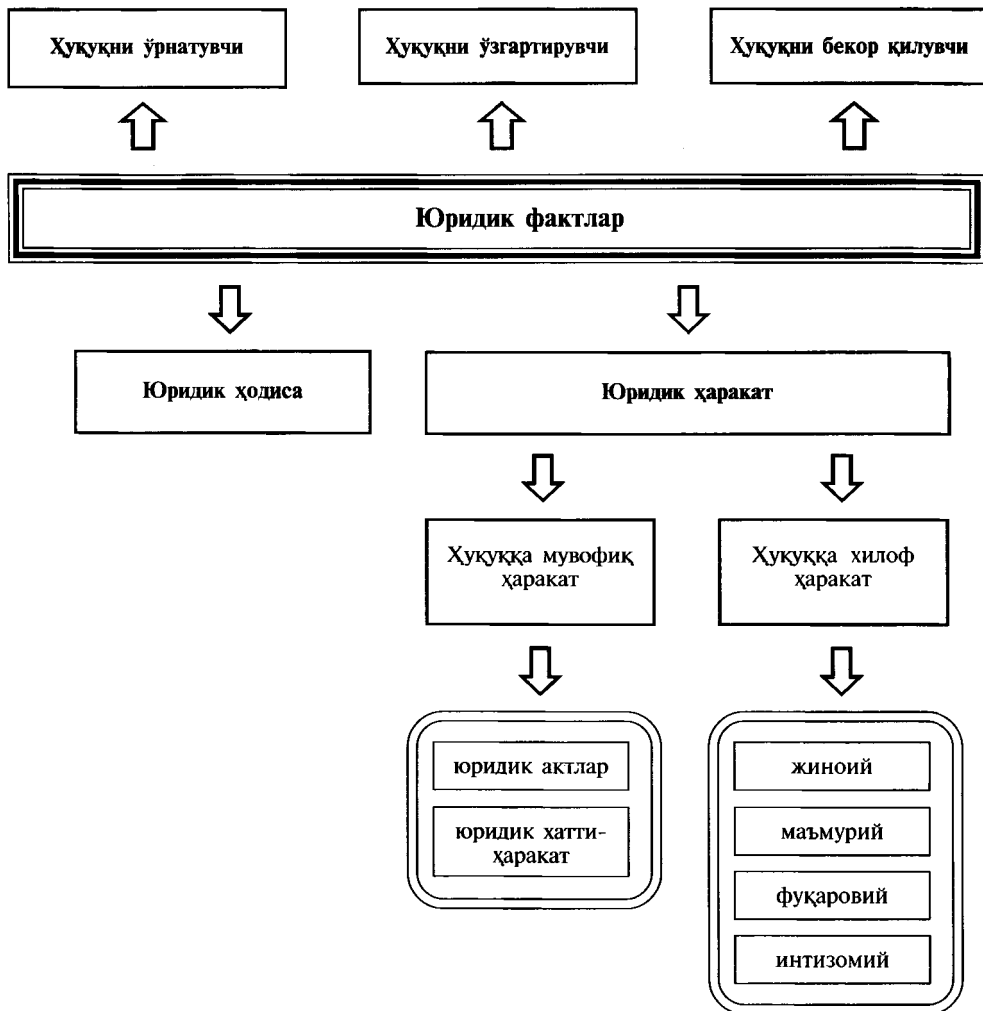 Ҳуқуқни ўрнатувчи
Ҳуқуқни ўзгартирувчи
Ҳуқуқни бекор қилувчи
Юридик фактлар
Юридик ҳодиса
Юридик ҳаракат
Ҳуқуққа мувофиқ
ҳаракат
Ҳуқуққа хилоф
ҳаракат
юридик актлар
юридик хатти-
ҳаракат
жиноий
маъмурий
фуқаровий
интизомий